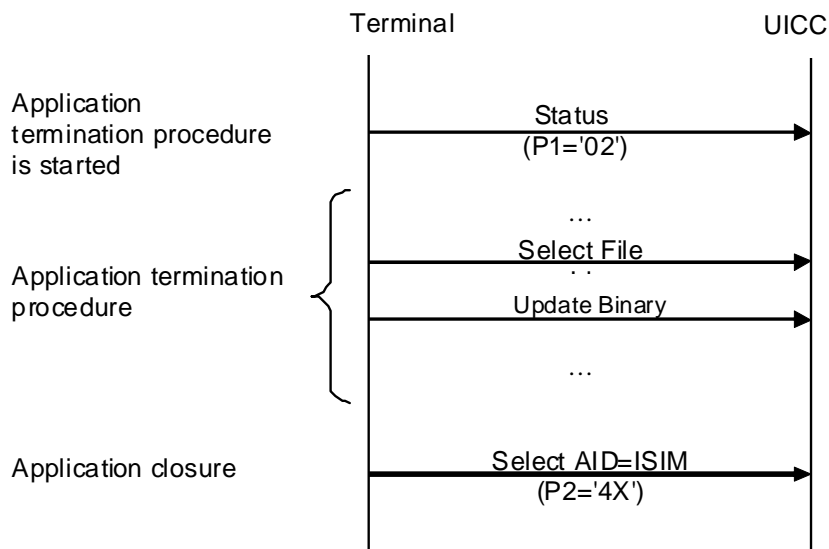 Terminal
UICC
Application
termination procedure
is started
Status
(P1='02')
...
Select File
. .
Application termination
procedure
Update Binary
...
Application closure
Select AID=ISIM
(P2='4X')